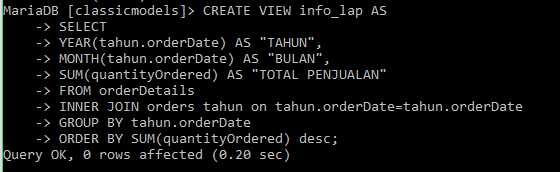 MariaDB [classicmodels]> CREATE VIEW info_lap AS
-> SELECT
-> YEAR(tahun.orderDate) AS "TAHUN",
-> MONTH(tahun.orderDate) AS "BULAN",
-> SUM(quantityOrdered) AS "TOTAL PENJUALAN"
-> FROM orderDetails
-> INNER JOIN orders tahun on tahun.orderDate=tahun.orderDate
-> GROUP BY tahun.orderDate
-> ORDER BY SUM(quantityOrdered) desc;
Query OK, 0 rows affected (0.20 sec)